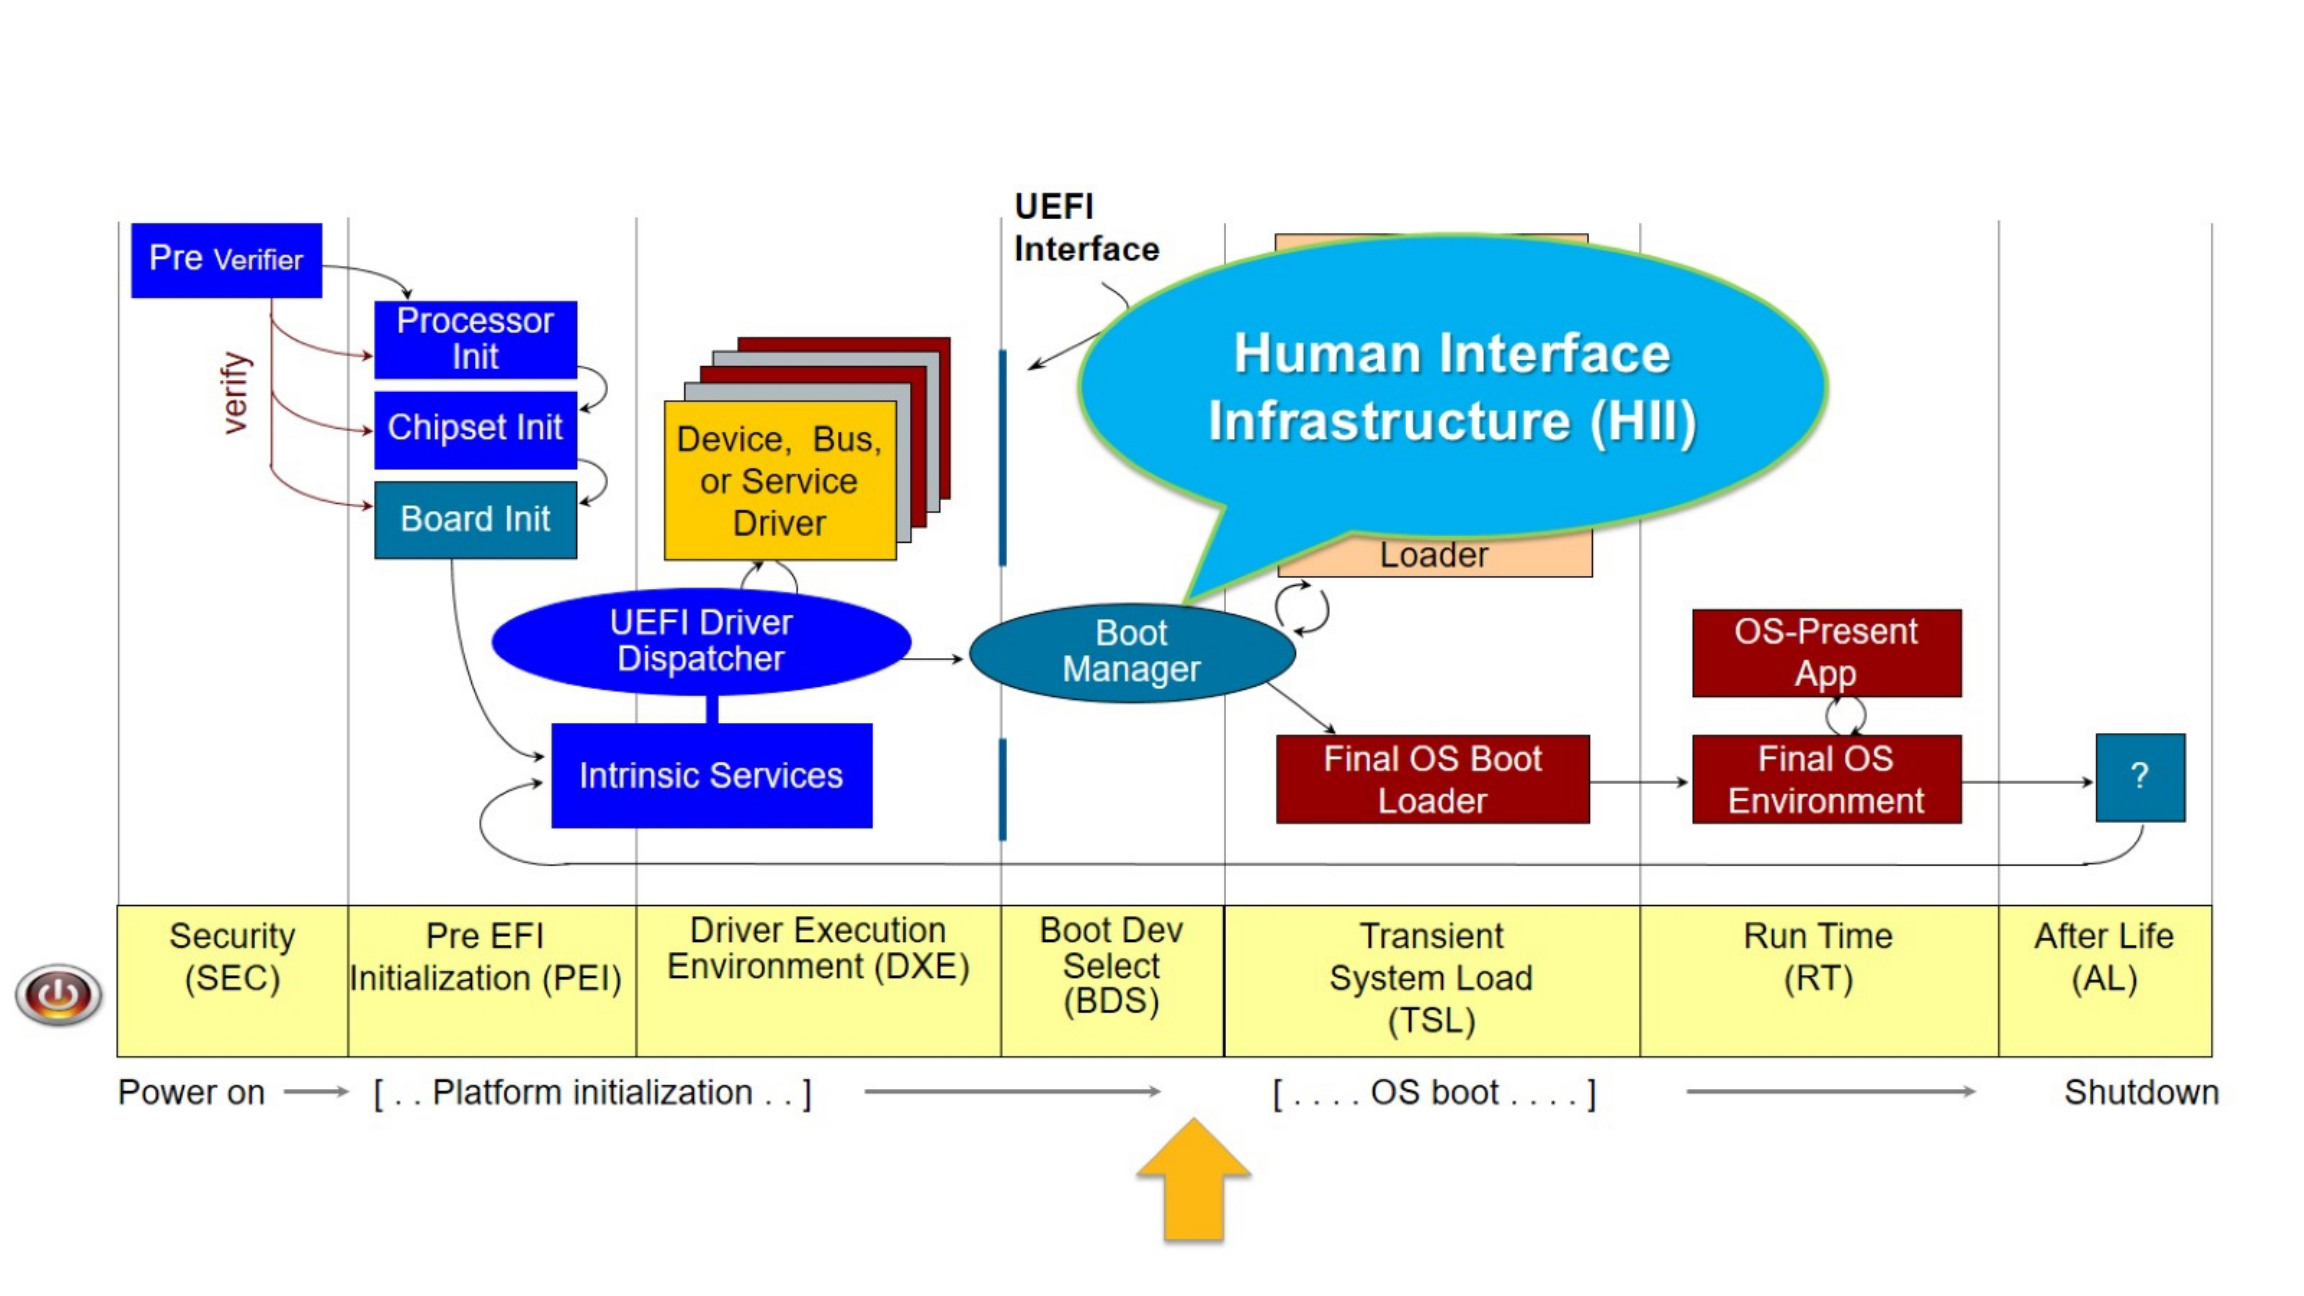 UEFI
Interface
Pre Verifier
verify
Processor
Init
Chipset Init
Board Init
Device, Bus,
or Service
Driver
UEFI Driver
Dispatcher
Intrinsic Services
Human Interface
Infrastructure (HII)
Loader
Boot
Manager
Final OS Boot
Loader
OS-Present
App
Final OS
Environment
?
Security
(SEC)
Pre EFI
Initialization (PEI)
Driver Execution
Environment (DXE)
Boot Dev
Select
(BDS)
Transient
System Load
(TSL)
Run Time
(RT)
After Life
(AL)
Power on
[ . . Platform initialization . . ]
[ . . . . OS boot . . . . ]
Shutdown